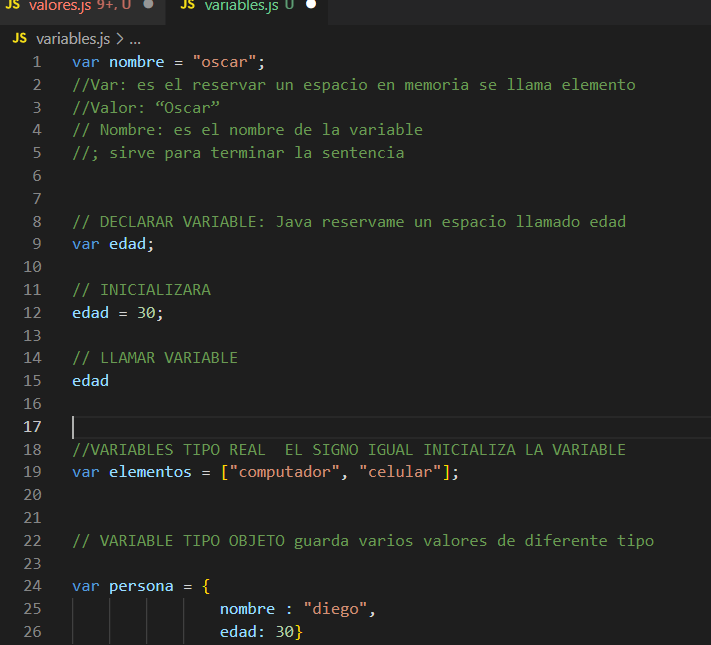 JS valores.js 9+, U JS variables.js U
JS variables.js > ...
1 var nombre = "oscar";
2 //Var: es el reservar un espacio en memoria se llama elemento
3 //Valor: “Oscar”
4 // Nombre: es el nombre de la variable
5 //; sirve para terminar la sentencia
6
7
8 // DECLARAR VARIABLE: Java reservame un espacio llamado edad
9 var edad;
10
11 // INICIALIZARA
12 edad = 30;
13
14 // LLAMAR VARIABLE
15 edad
16
17
18 //VARIABLES TIPO REAL  EL SIGNO IGUAL INICIALIZA LA VARIABLE
19 var elementos = ["computador", "celular"];
20
21
22 // VARIABLE TIPO OBJETO guarda varios valores de diferente tipo
23
24 var persona = {
25 nombre : "diego",
26 edad: 30}